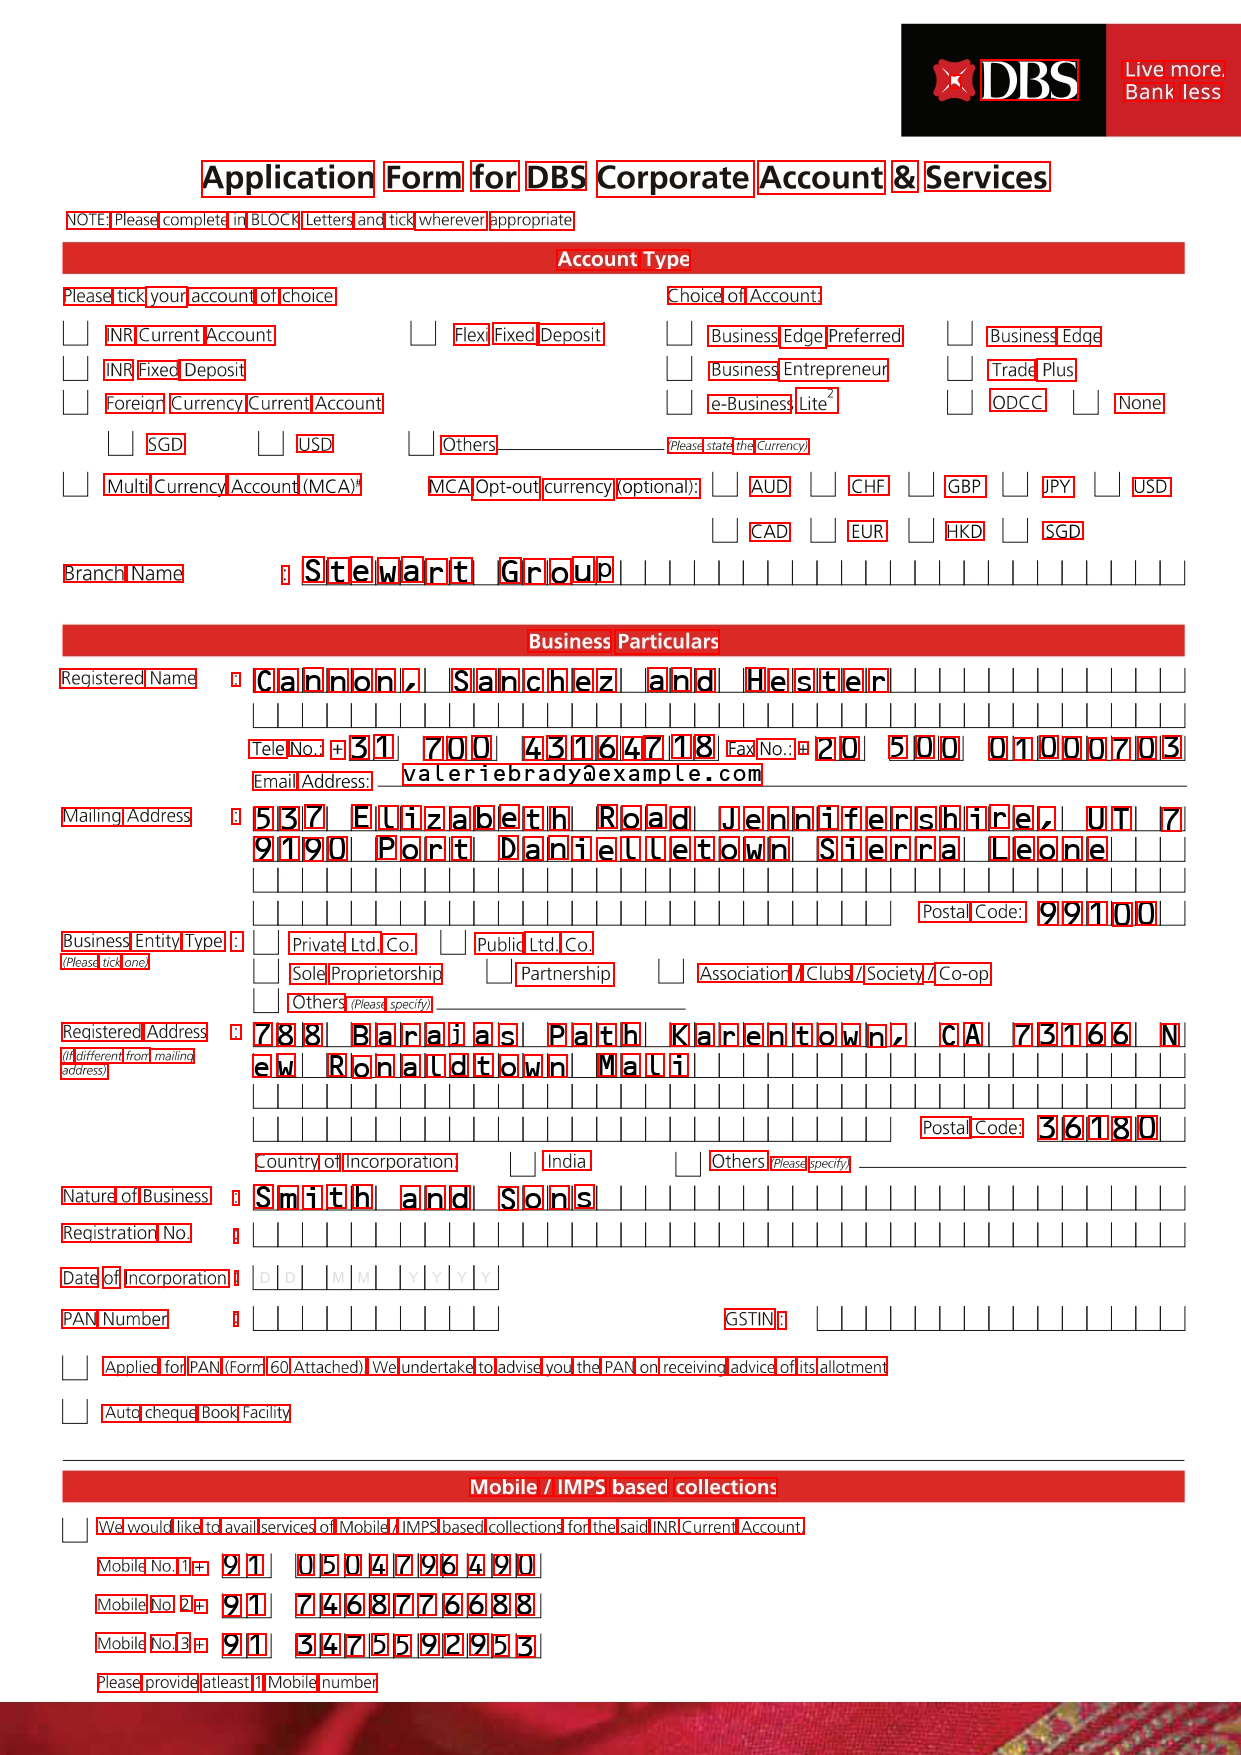 DBS
Live more,
Bank less
Application Form for DBS Corporate Account & Services
NOTE: Please complete in BLOCK Letters and tick wherever appropriate
Account Type
Please tick your account of choice Choice of Account:
INR Current Account Flexi Fixed Deposit Business Edge Preferred Business Edge
INR Fixed Deposit Business Entrepreneur Trade Plus
Foreign Currency Current Account e-Business Lite2 ODCC None
SGD USD Others (Please state the Currency)
Multi Currency Account (MCA)# MCA Opt-out currency (optional): AUD CHF GBP JPY USD
CAD EUR HKD SGD
Branch Name : Stewart Group
Business Particulars
Registered Name : Cannon, Sanchez and Hester
Tele No.: + 31 700 43164718 Fax No.: + 20 500 01000703
Email Address: valeriebrady@example.com
Mailing Address : 537 Elizabeth Road Jennifershire, UT 7
9190 Port Danielletown Sierra Leone
Postal Code: 99100
Business Entity Type : Private Ltd. Co. Public Ltd. Co.
(Please tick one)
Sole Proprietorship Partnership Association / Clubs / Society / Co-op
Others (Please specify)
Registered Address : 788 Barajas Path Karentown, CA 73166 N
(If different from mailing
address)
ew Ronaldtown Mali
Postal Code: 36180
Country of Incorporation: India Others (Please specify)
Nature of Business : Smith and Sons
Registration No. :
Date of Incorporation : D D M M Y Y Y Y
PAN Number : GSTIN :
Applied for PAN (Form 60 Attached). We undertake to advise you the PAN on receiving advice of its allotment
Auto cheque Book Facility
Mobile / IMPS based collections
We would like to avail services of Mobile / IMPS based collections for the said INR Current Account.
Mobile No. 1 + 91 0504796490
Mobile No. 2 + 91 7468776688
Mobile No. 3 + 91 3475592953
Please provide atleast 1 Mobile number